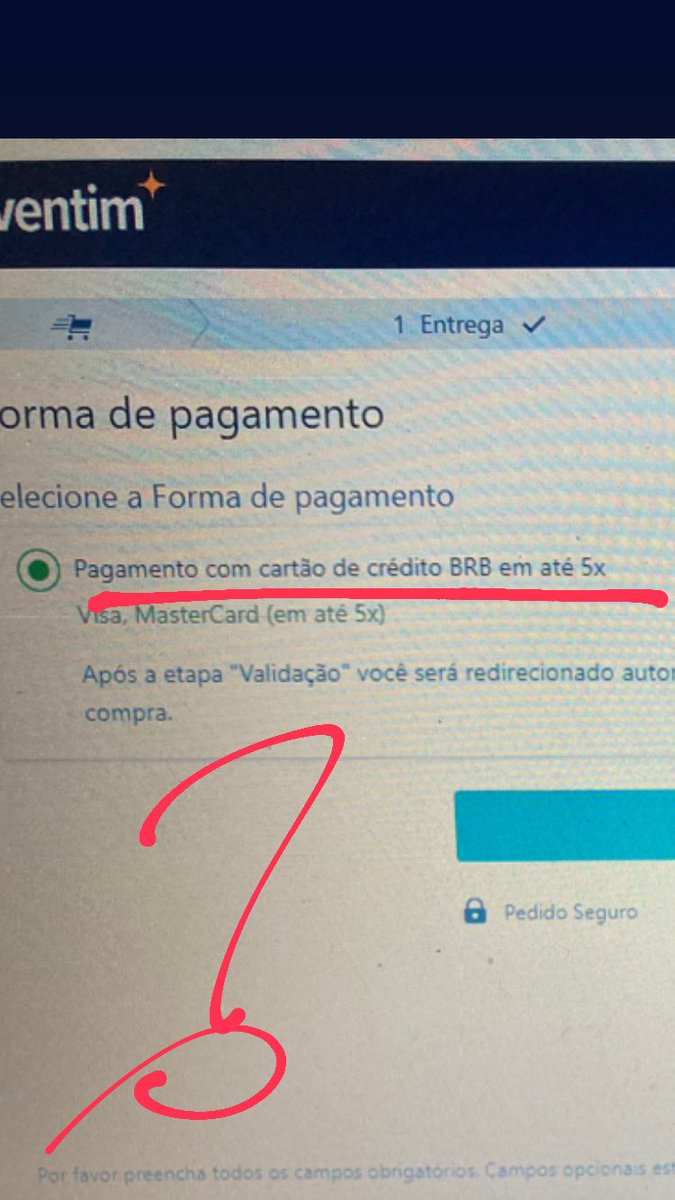 ventim
1 Entrega
orma de pagamento
elecione a Forma de pagamento
Pagamento com cartão de crédito BRB em até 5x
Visa, MasterCard (em até 5x)
Após a etapa "Validação" você será redirecionado autor
compra.
Pedido Seguro
Por favor preencha todos os campos obrigatórios. Campos opcionais est